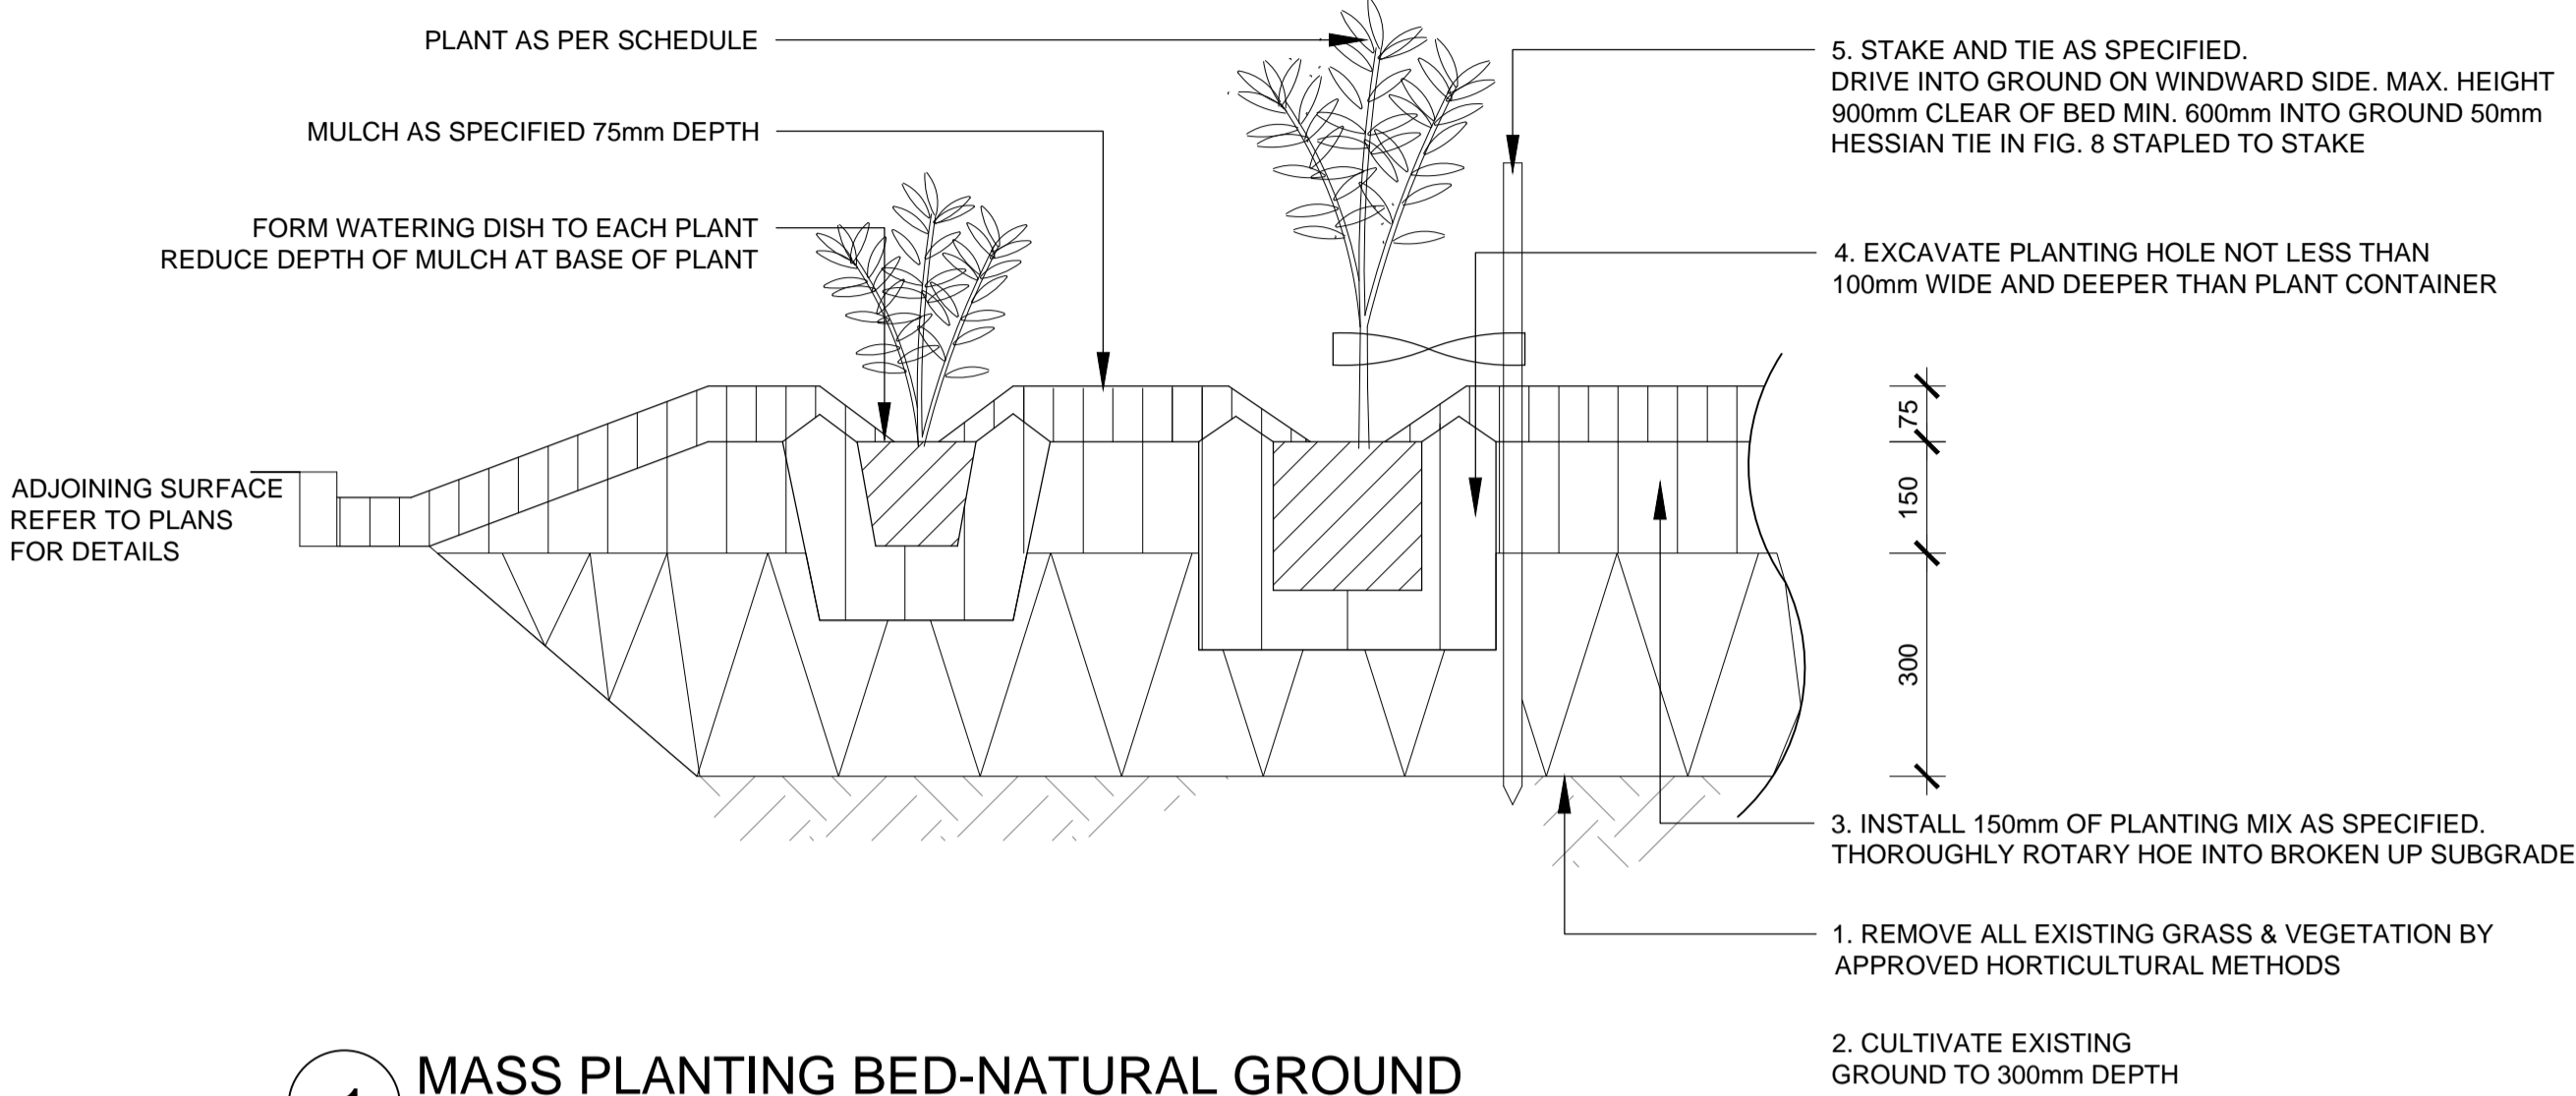 PLANT AS PER SCHEDULE
MULCH AS SPECIFIED 75mm DEPTH
FORM WATERING DISH TO EACH PLANT
REDUCE DEPTH OF MULCH AT BASE OF PLANT
ADJOINING SURFACE
REFER TO PLANS
FOR DETAILS
5. STAKE AND TIE AS SPECIFIED.
DRIVE INTO GROUND ON WINDWARD SIDE. MAX. HEIGHT
900mm CLEAR OF BED MIN. 600mm INTO GROUND 50mm
HESSIAN TIE IN FIG. 8 STAPLED TO STAKE
4. EXCAVATE PLANTING HOLE NOT LESS THAN
100mm WIDE AND DEEPER THAN PLANT CONTAINER
75
150
300
3. INSTALL 150mm OF PLANTING MIX AS SPECIFIED.
THOROUGHLY ROTARY HOE INTO BROKEN UP SUBGRADE
1. REMOVE ALL EXISTING GRASS & VEGETATION BY
APPROVED HORTICULTURAL METHODS
2. CULTIVATE EXISTING
GROUND TO 300mm DEPTH
MASS PLANTING BED-NATURAL GROUND